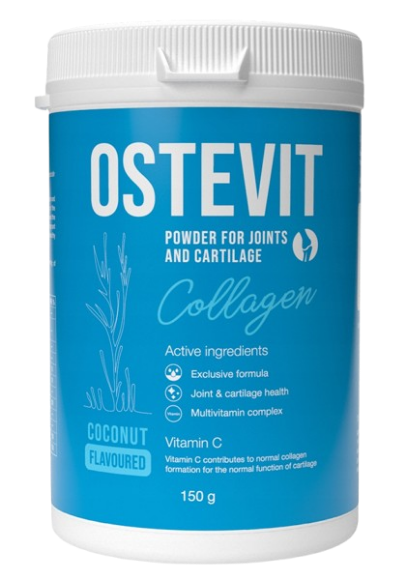 OSTEVIT
POWDER FOR JOINTS
AND CARTILAGE
Collagen
Active ingredients
Exclusive formula
Joint & cartilage health
Multivitamin complex
COCONUT
FLAVOURED
Vitamin C
Vitamin C contributes to normal collagen
formation for the normal function of cartilage
150 g